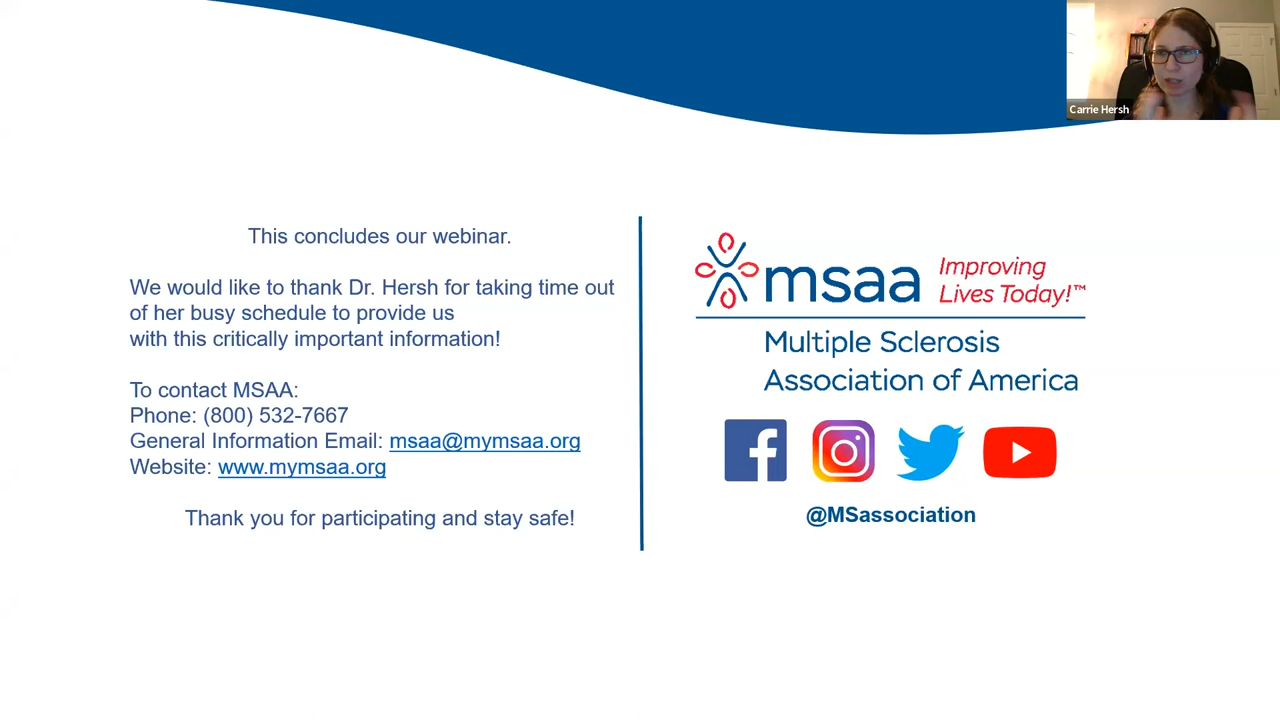 Carrie Hersh
This concludes our webinar.
We would like to thank Dr. Hersh for taking time out
of her busy schedule to provide us
with this critically important information!
To contact MSAA:
Phone: (800) 532-7667
General Information Email: msaa@mymsaa.org
Website: www.mymsaa.org
Thank you for participating and stay safe!
msaa
Improving
Lives Today!™
Multiple Sclerosis
Association of America
@MSassociation